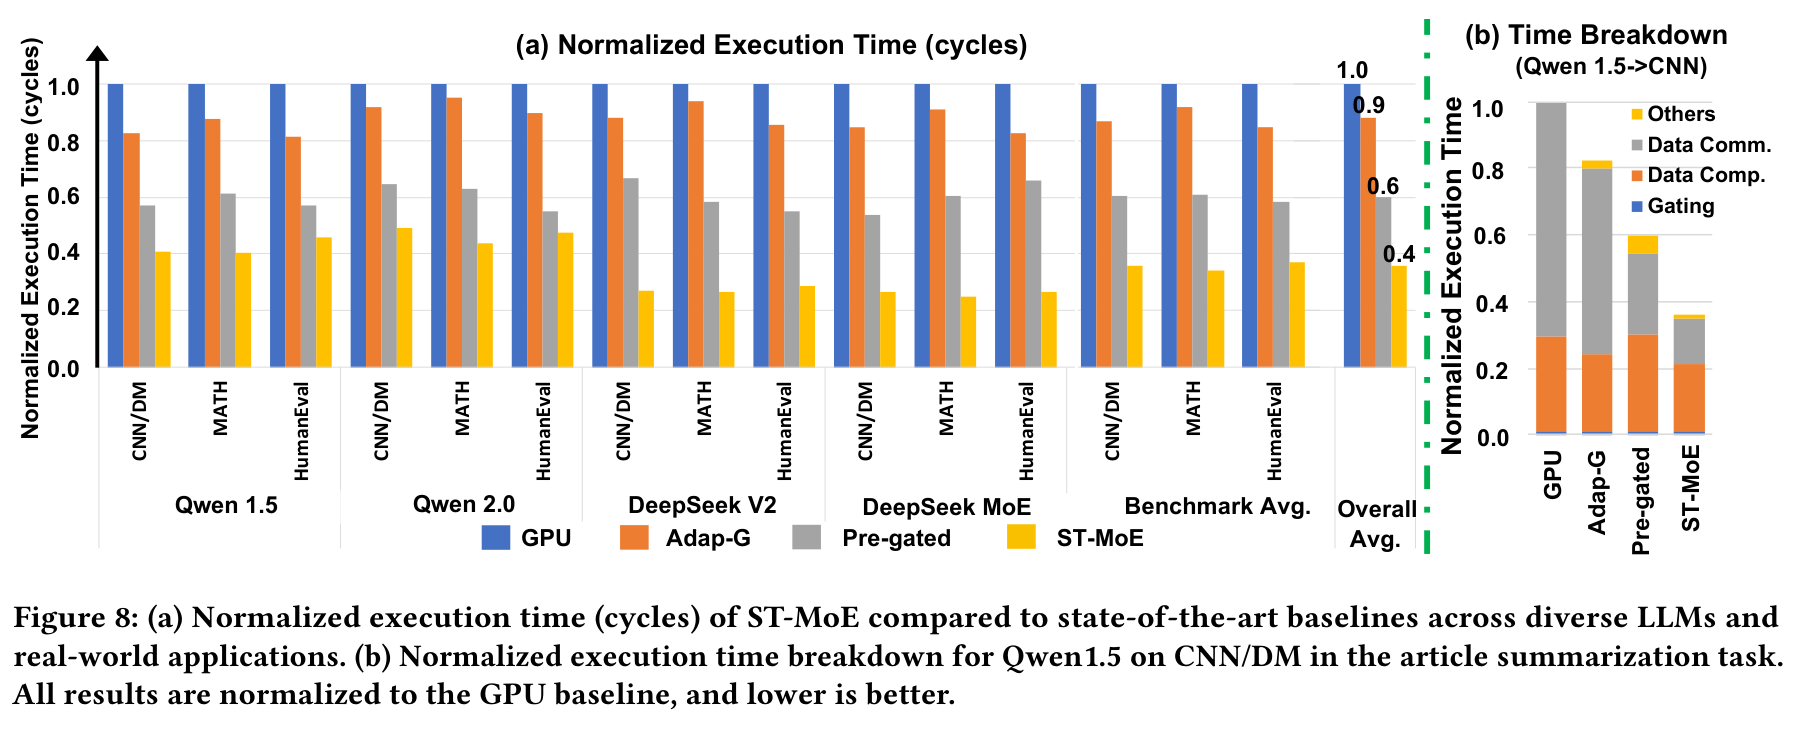 (a) Normalized Execution Time (cycles)
Normalized Execution Time (cycles)
1.0
0.8
0.6
0.4
0.2
0.0
1.0
0.9
0.6
0.4
CNN/DM
MATH
HumanEval
CNN/DM
MATH
HumanEval
CNN/DM
MATH
HumanEval
CNN/DM
MATH
HumanEval
CNN/DM
MATH
HumanEval
Qwen 1.5
Qwen 2.0
DeepSeek V2
DeepSeek MoE
Benchmark Avg.
Overall
Avg.
GPU
Adap-G
Pre-gated
ST-MoE
(b) Time Breakdown
(Qwen 1.5->CNN)
Normalized Execution Time
1.0
0.8
0.6
0.4
0.2
0.0
Others
Data Comm.
Data Comp.
Gating
GPU
Adap-G
Pre-gated
ST-MoE
Figure 8: (a) Normalized execution time (cycles) of ST-MoE compared to state-of-the-art baselines across diverse LLMs and
real-world applications. (b) Normalized execution time breakdown for Qwen1.5 on CNN/DM in the article summarization task.
All results are normalized to the GPU baseline, and lower is better.